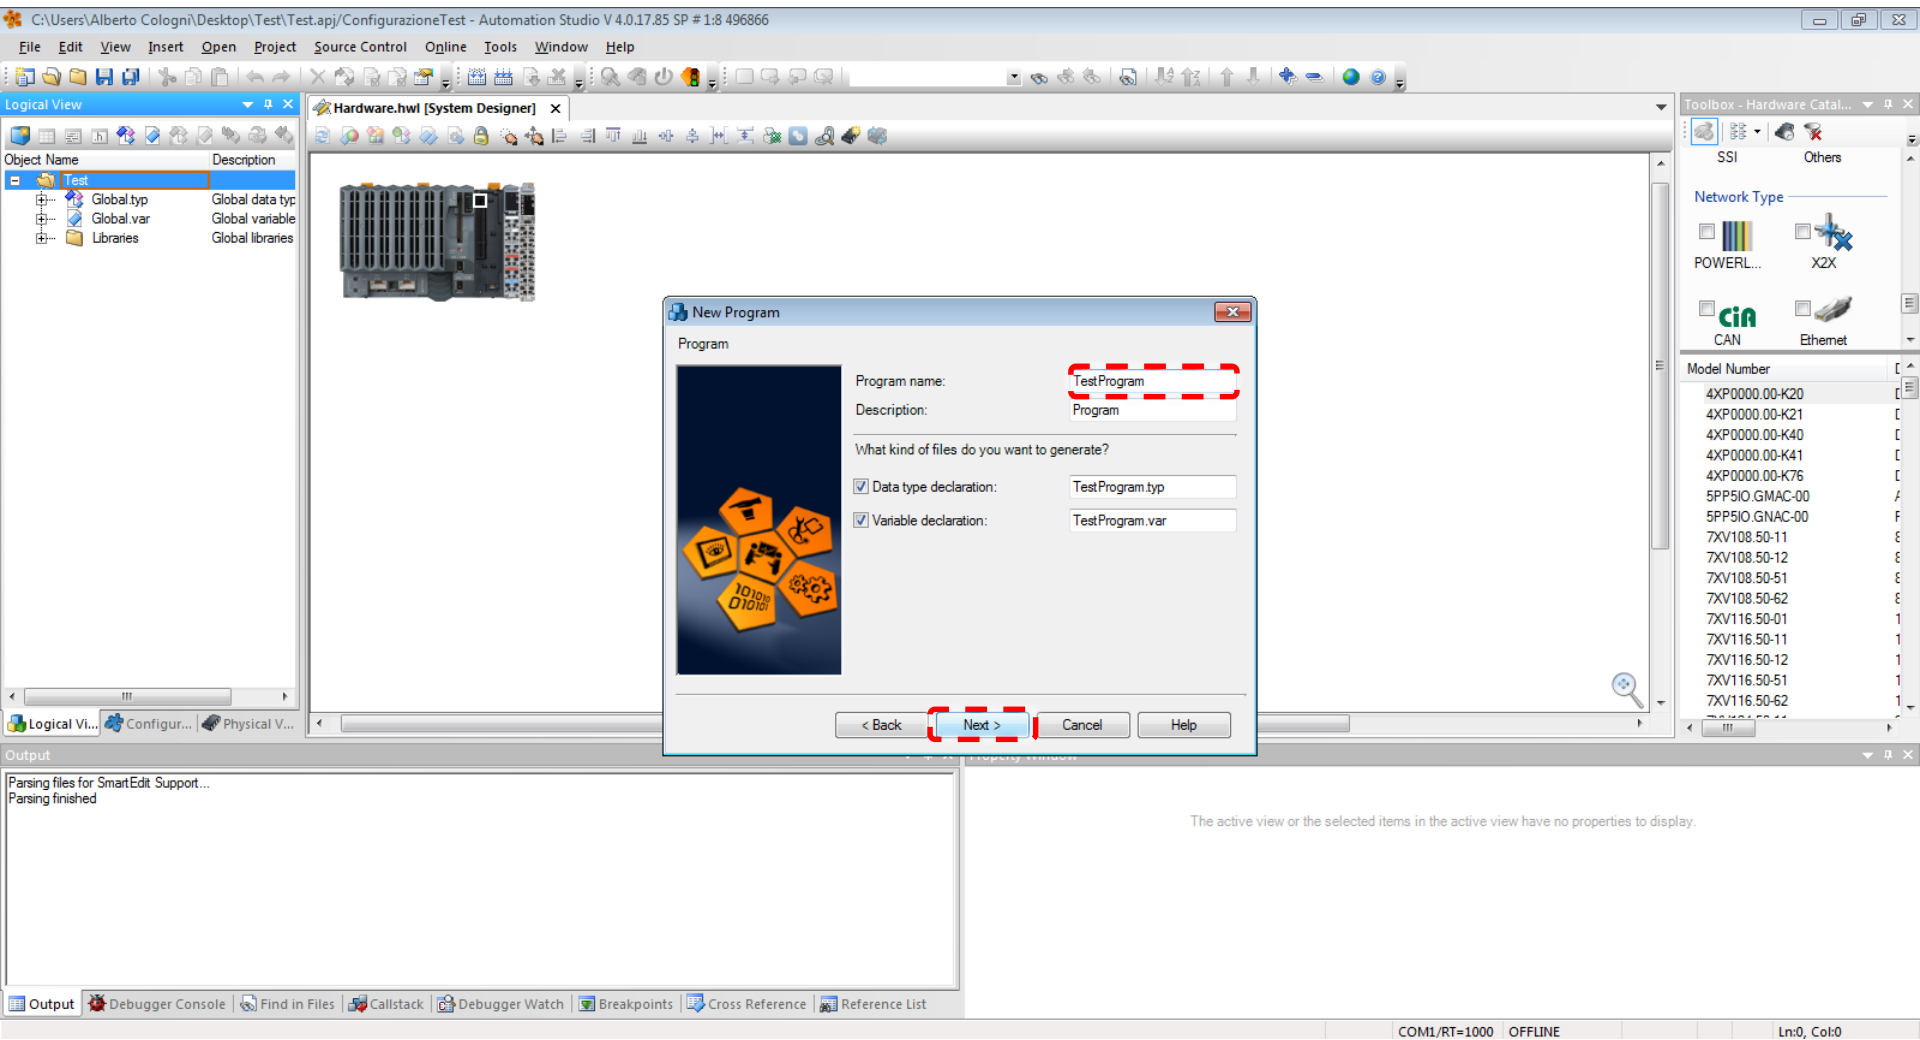 C:\Users\Alberto Cologni\Desktop\Test\Test.apj/ConfigurazioneTest - Automation Studio V 4.0.17.85 SP # 1:8 496866
File Edit View Insert Open Project Source Control Online Tools Window Help
Logical View
Object Name Description
Test
Global.typ Global data typ
Global.var Global variable
Libraries Global libraries
Logical Vi... Configur... Physical V...
Hardware.hwl [System Designer]
New Program
Program
Program name: TestProgram
Description: Program
What kind of files do you want to generate?
Data type declaration: TestProgram.typ
Variable declaration: TestProgram.var
101010
010101
< Back Next > Cancel Help
Toolbox - Hardware Catal...
SSI Others
Network Type
POWERL... X2X
CiA
CAN Ethernet
Model Number
4XP0000.00-K20
4XP0000.00-K21
4XP0000.00-K40
4XP0000.00-K41
4XP0000.00-K76
5PP5IO.GMAC-00
5PP5IO.GNAC-00
7XV108.50-11
7XV108.50-12
7XV108.50-51
7XV108.50-62
7XV116.50-01
7XV116.50-11
7XV116.50-12
7XV116.50-51
7XV116.50-62
Output
Parsing files for SmartEdit Support...
Parsing finished
Output Debugger Console Find in Files Callstack Debugger Watch Breakpoints Cross Reference Reference List
Property Window
The active view or the selected items in the active view have no properties to display.
COM1/RT=1000 OFFLINE Ln:0, Col:0